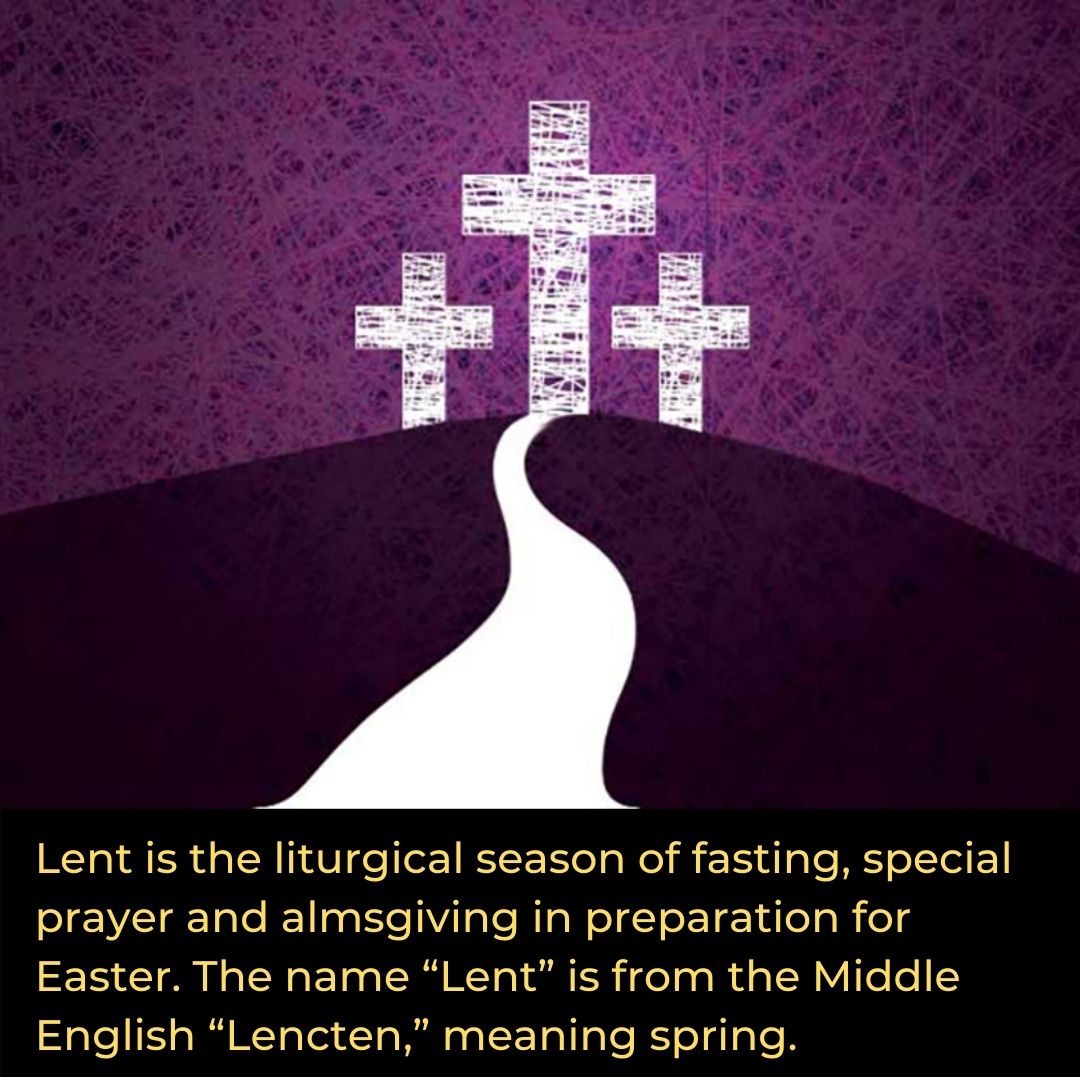 Lent is the liturgical season of fasting, special
prayer and almsgiving in preparation for
Easter. The name “Lent” is from the Middle
English “Lencten,” meaning spring.